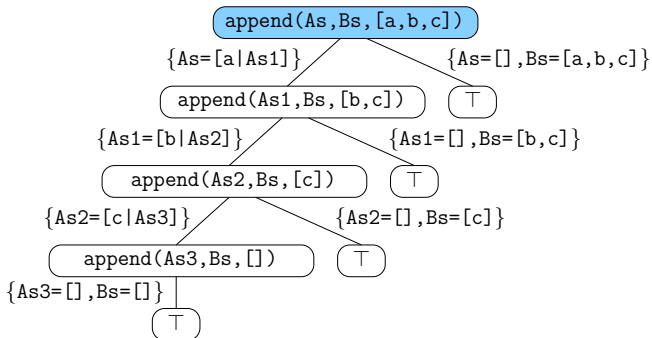 append(As,Bs,[a,b,c])
{As=[a|As1]} {As=[],Bs=[a,b,c]}
append(As1,Bs,[b,c]) ⊤
{As1=[b|As2]} {As1=[],Bs=[b,c]}
append(As2,Bs,[c]) ⊤
{As2=[c|As3]} {As2=[],Bs=[c]}
append(As3,Bs,[]) ⊤
{As3=[],Bs=[]}
⊤